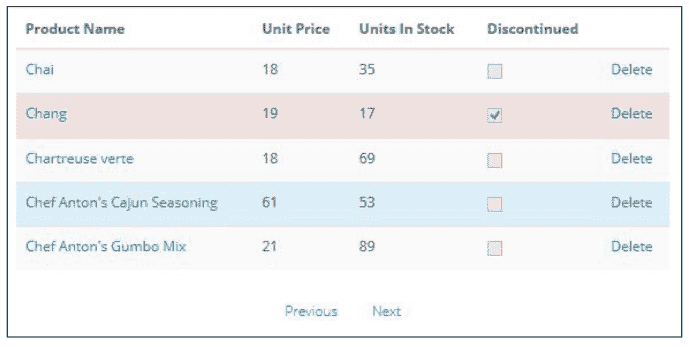 Product Name Unit Price Units In Stock Discontinued
Chai 18 35 Delete
Chang 19 17 Delete
Chartreuse verte 18 69 Delete
Chef Anton's Cajun Seasoning 61 53 Delete
Chef Anton's Gumbo Mix 21 89 Delete
Previous Next